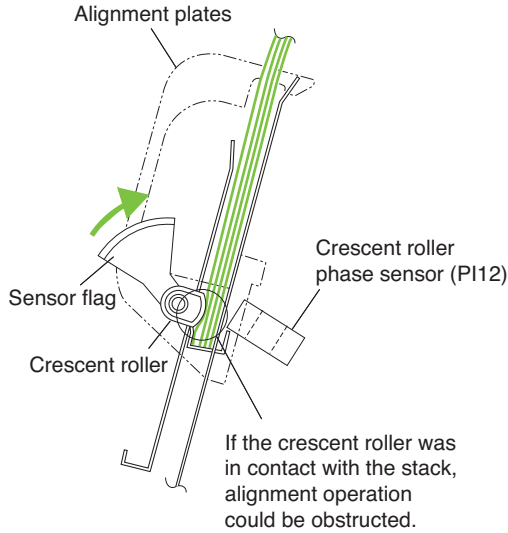 Alignment plates
Crescent roller
phase sensor (PI12)
Sensor flag
Crescent roller
If the crescent roller was
in contact with the stack,
alignment operation
could be obstructed.